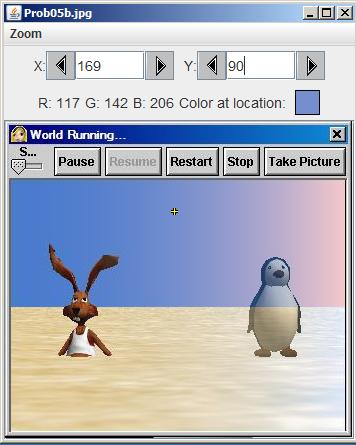 Prob05b.jpg
Zoom
X: 169 Y: 90
R: 117 G: 142 B: 206 Color at location:
World Running...
S...
Pause Resume Restart Stop Take Picture